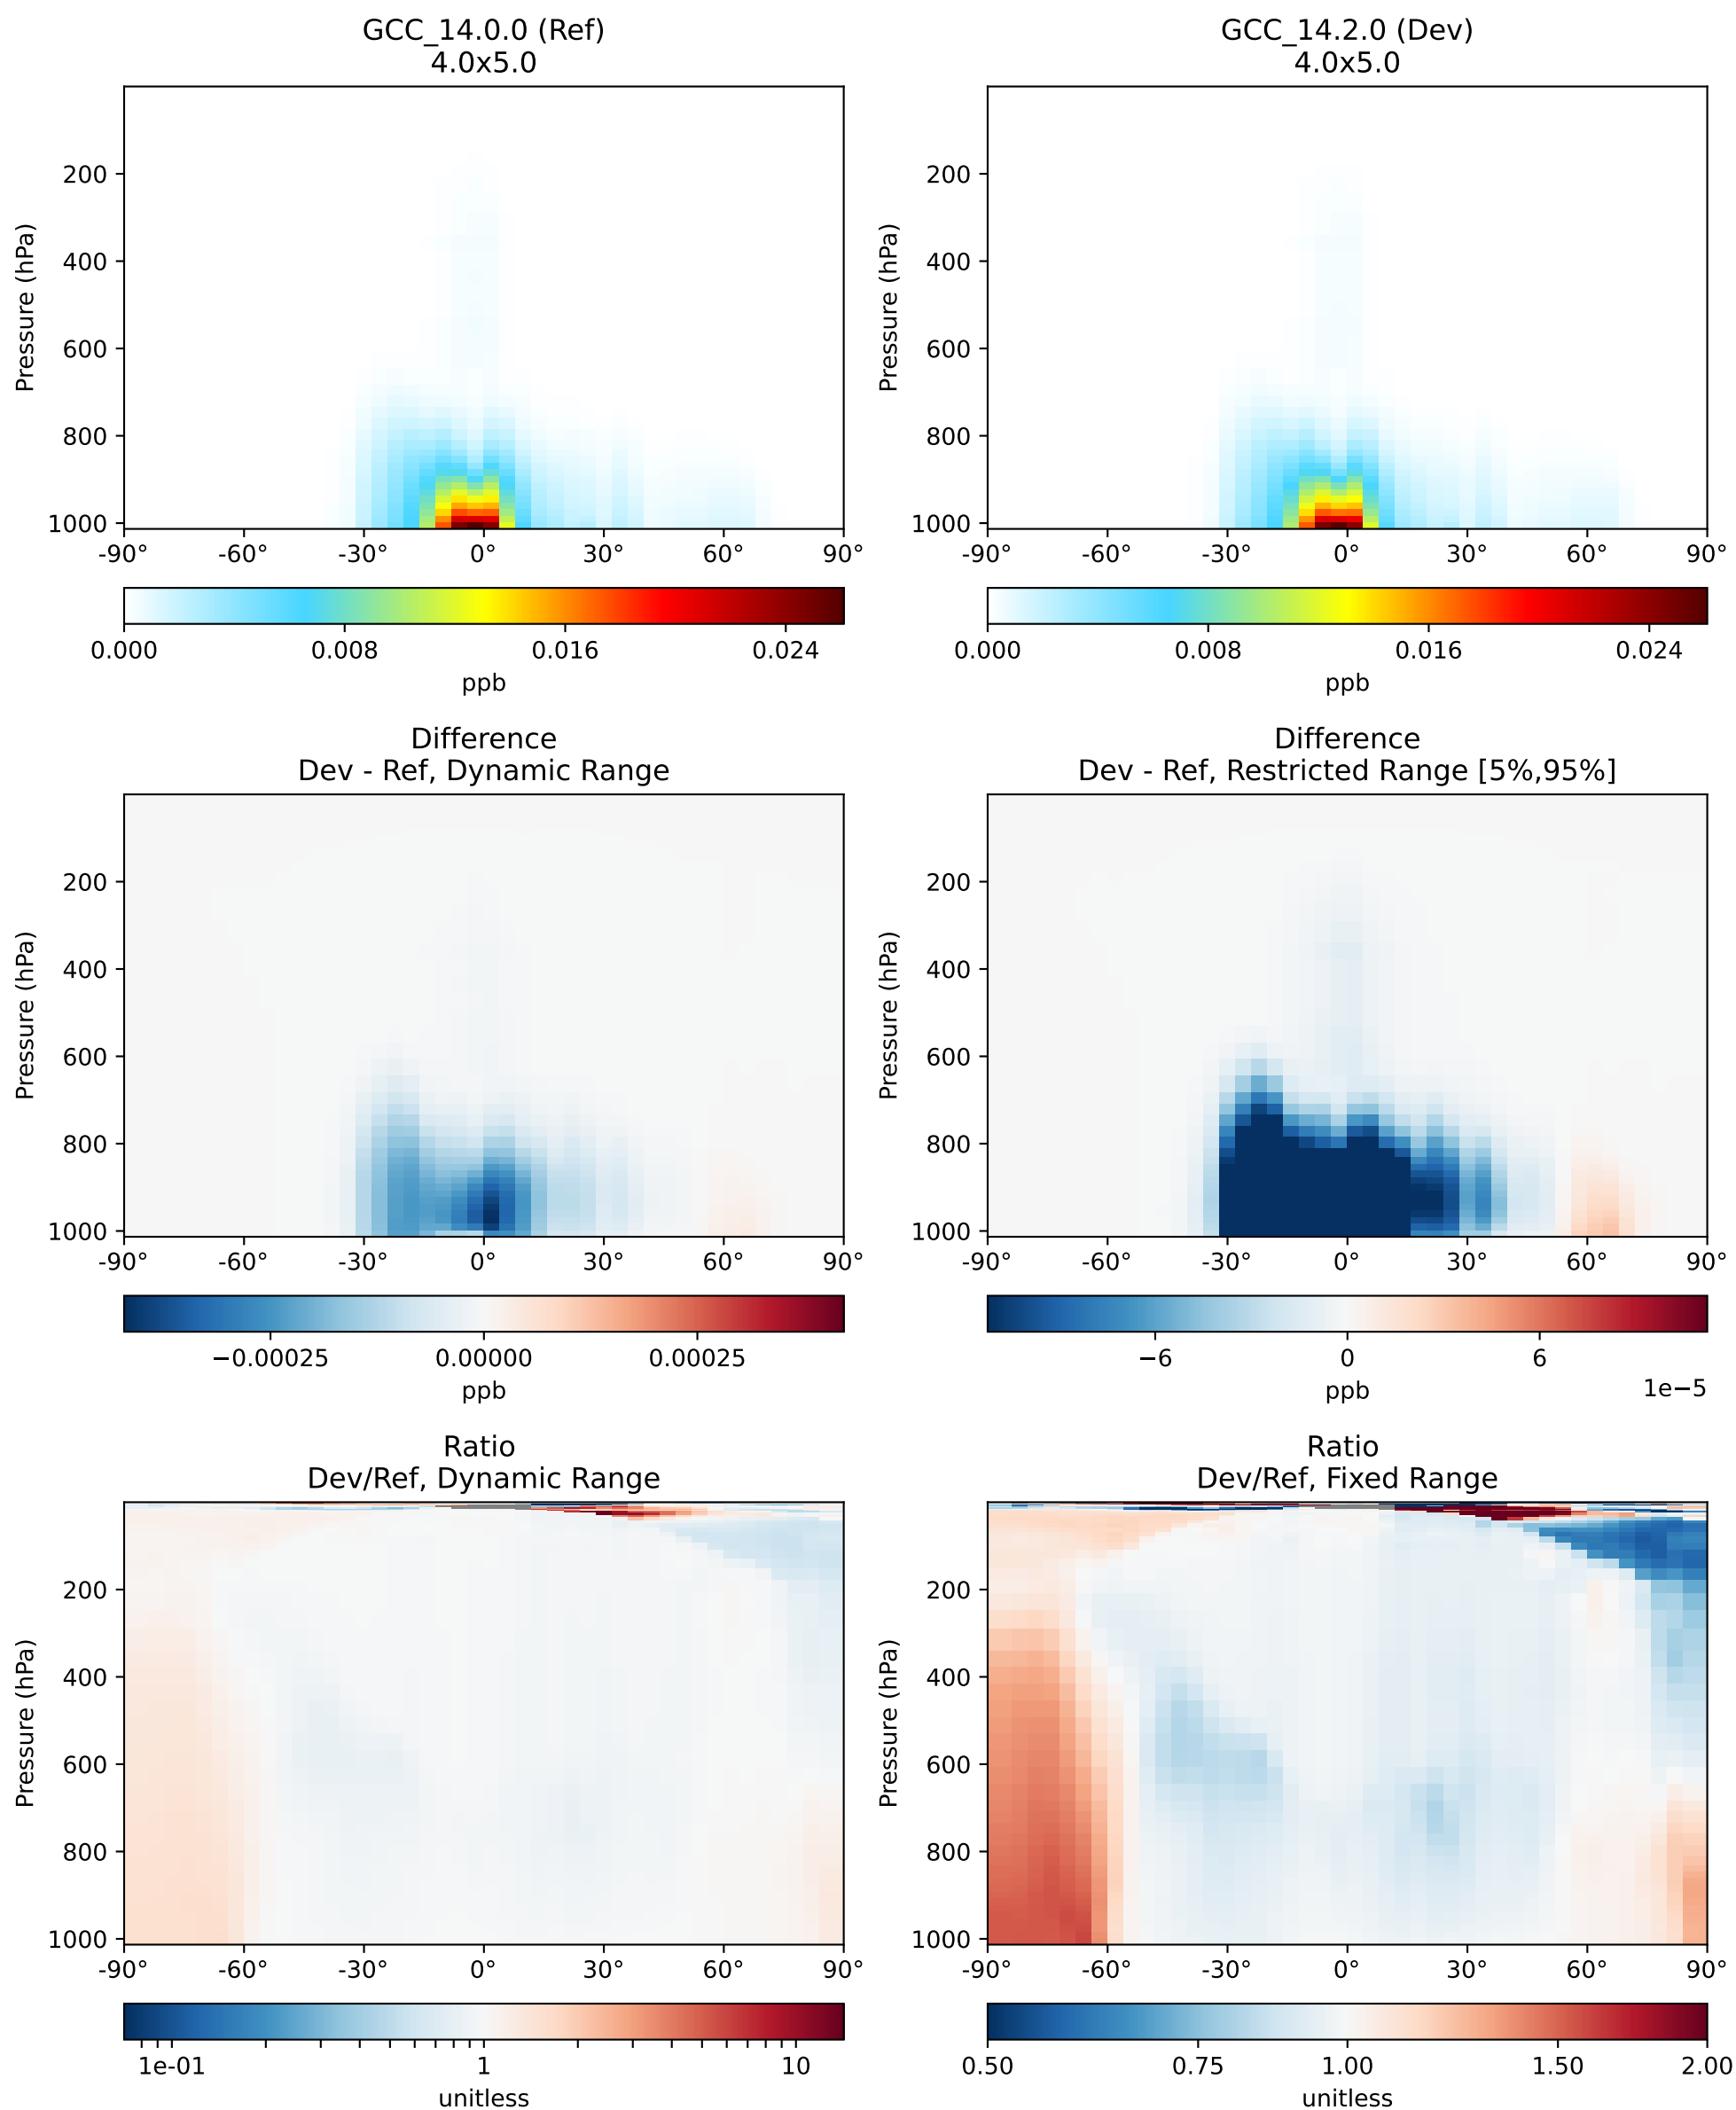 GCC_14.0.0 (Ref)
4.0x5.0
Pressure (hPa)
200
400
600
800
1000
-90° -60° -30° 0° 30° 60° 90°
0.000 0.008 0.016 0.024
ppb
GCC_14.2.0 (Dev)
4.0x5.0
Pressure (hPa)
200
400
600
800
1000
-90° -60° -30° 0° 30° 60° 90°
0.000 0.008 0.016 0.024
ppb
Difference
Dev - Ref, Dynamic Range
Pressure (hPa)
200
400
600
800
1000
-90° -60° -30° 0° 30° 60° 90°
−0.00025 0.00000 0.00025
ppb
Difference
Dev - Ref, Restricted Range [5%,95%]
Pressure (hPa)
200
400
600
800
1000
-90° -60° -30° 0° 30° 60° 90°
−6 0 6
ppb 1e−5
Ratio
Dev/Ref, Dynamic Range
Pressure (hPa)
200
400
600
800
1000
-90° -60° -30° 0° 30° 60° 90°
1e-01 1 10
unitless
Ratio
Dev/Ref, Fixed Range
Pressure (hPa)
200
400
600
800
1000
-90° -60° -30° 0° 30° 60° 90°
0.50 0.75 1.00 1.50 2.00
unitless